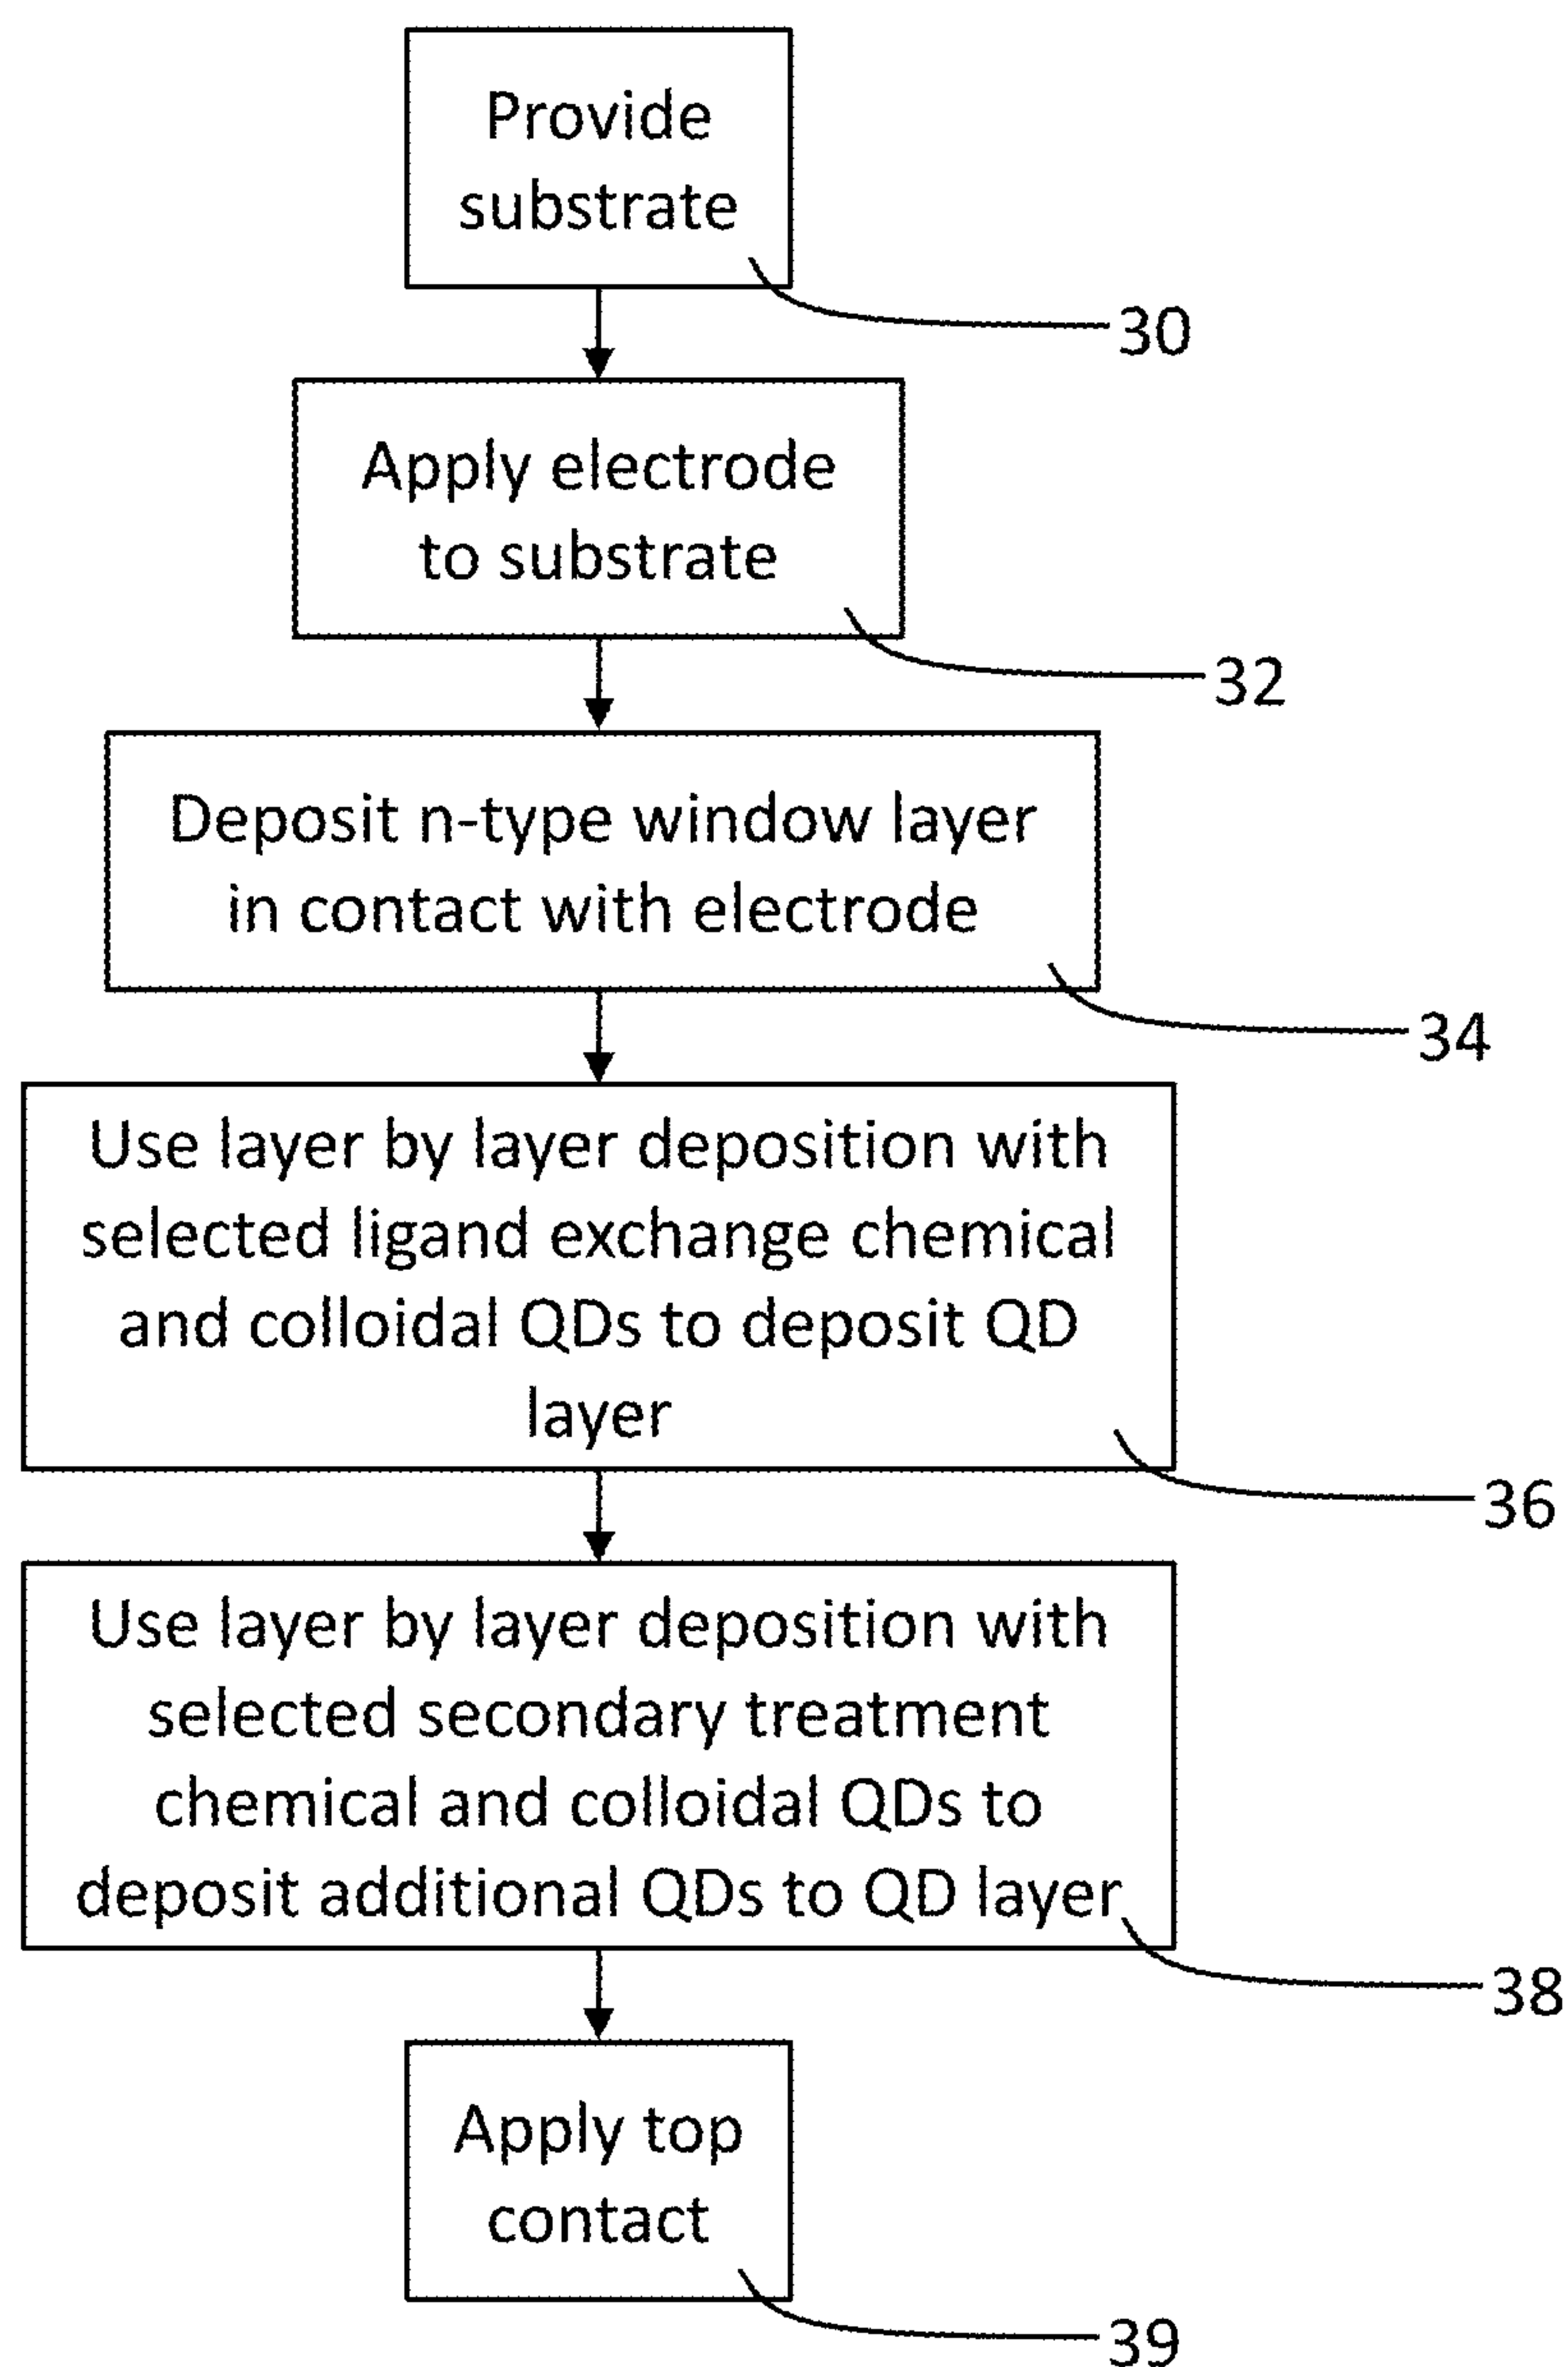 Provide
substrate
30
Apply electrode
to substrate
32
Deposit n-type window layer
in contact with electrode
34
Use layer by layer deposition with
selected ligand exchange chemical
and colloidal QDs to deposit QD
layer
36
Use layer by layer deposition with
selected secondary treatment
chemical and colloidal QDs to
deposit additional QDs to QD layer
38
Apply top
contact
39